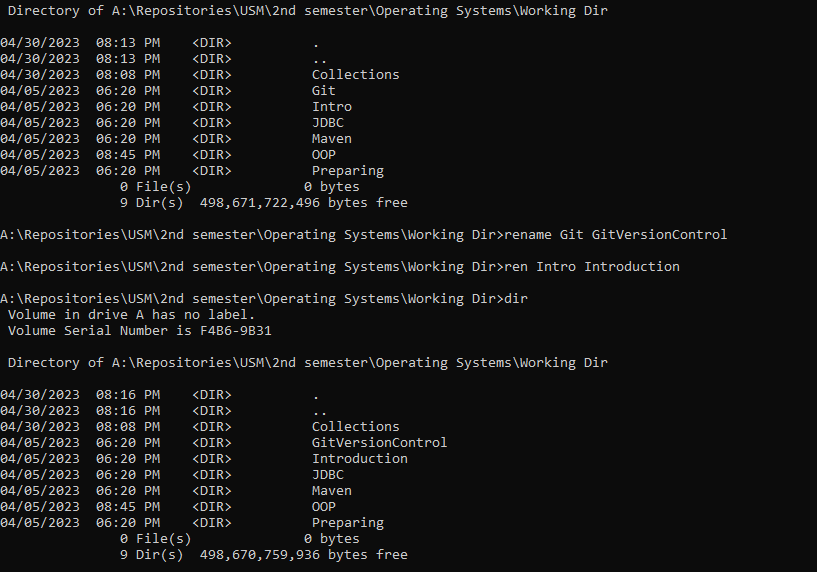 Directory of A:\Repositories\USM\2nd semester\Operating Systems\Working Dir
04/30/2023  08:13 PM    <DIR>          .
04/30/2023  08:13 PM    <DIR>          ..
04/30/2023  08:08 PM    <DIR>          Collections
04/05/2023  06:20 PM    <DIR>          Git
04/05/2023  06:20 PM    <DIR>          Intro
04/05/2023  06:20 PM    <DIR>          JDBC
04/05/2023  06:20 PM    <DIR>          Maven
04/05/2023  08:45 PM    <DIR>          OOP
04/05/2023  06:20 PM    <DIR>          Preparing
0 File(s)              0 bytes
9 Dir(s)  498,671,722,496 bytes free
A:\Repositories\USM\2nd semester\Operating Systems\Working Dir>rename Git GitVersionControl
A:\Repositories\USM\2nd semester\Operating Systems\Working Dir>ren Intro Introduction
A:\Repositories\USM\2nd semester\Operating Systems\Working Dir>dir
Volume in drive A has no label.
Volume Serial Number is F4B6-9B31
Directory of A:\Repositories\USM\2nd semester\Operating Systems\Working Dir
04/30/2023  08:16 PM    <DIR>          .
04/30/2023  08:16 PM    <DIR>          ..
04/30/2023  08:08 PM    <DIR>          Collections
04/05/2023  06:20 PM    <DIR>          GitVersionControl
04/05/2023  06:20 PM    <DIR>          Introduction
04/05/2023  06:20 PM    <DIR>          JDBC
04/05/2023  06:20 PM    <DIR>          Maven
04/05/2023  08:45 PM    <DIR>          OOP
04/05/2023  06:20 PM    <DIR>          Preparing
0 File(s)              0 bytes
9 Dir(s)  498,670,759,936 bytes free